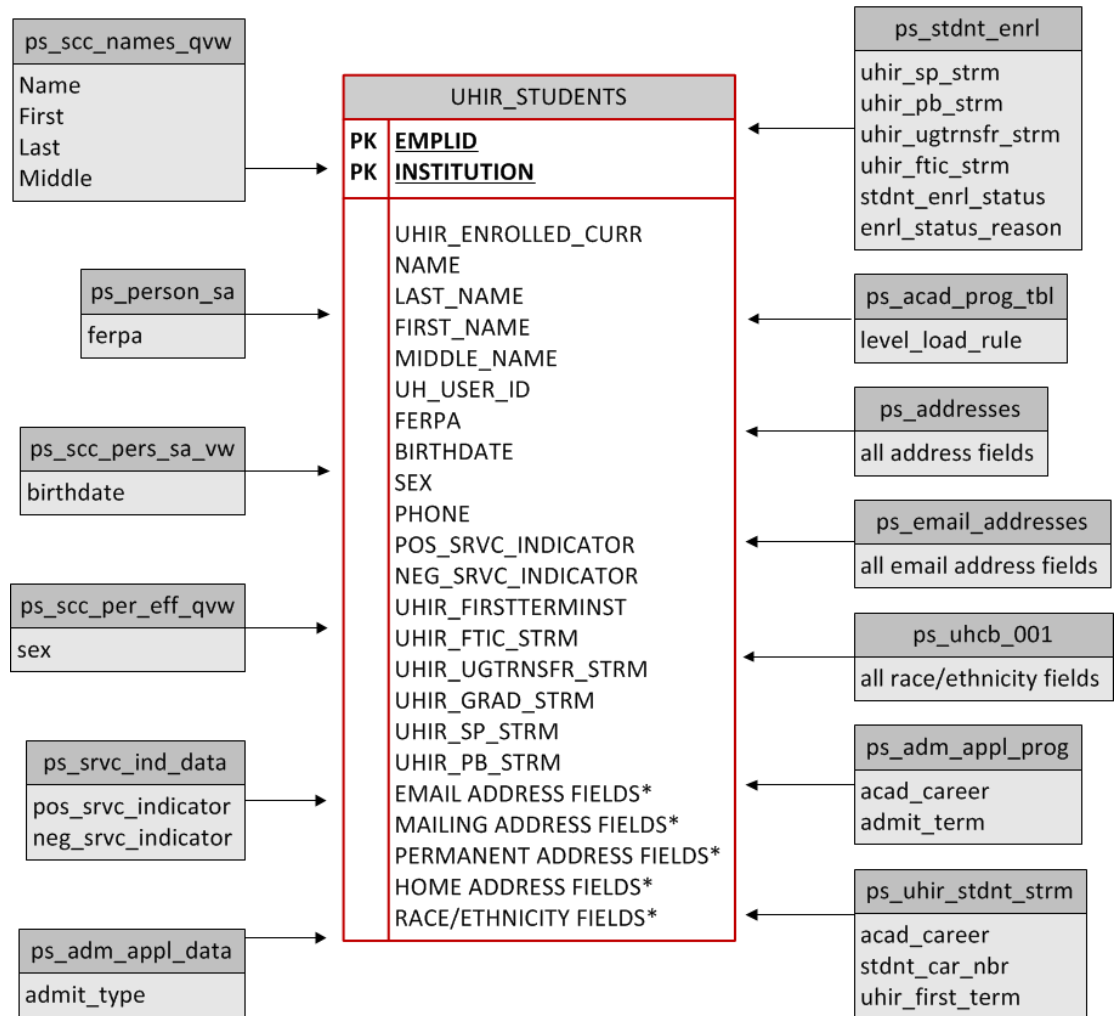 ps_scc_names_qvw
Name
First
Last
Middle
ps_person_sa
ferpa
ps_scc_pers_sa_vw
birthdate
ps_scc_per_eff_qvw
sex
ps_srvc_ind_data
pos_srvc_indicator
neg_srvc_indicator
ps_adm_appl_data
admit_type
UHIR_STUDENTS
PK EMPLID
PK INSTITUTION
UHIR_ENROLLED_CURR
NAME
LAST_NAME
FIRST_NAME
MIDDLE_NAME
UH_USER_ID
FERPA
BIRTHDATE
SEX
PHONE
POS_SRVC_INDICATOR
NEG_SRVC_INDICATOR
UHIR_FIRSTTERMINST
UHIR_FTIC_STRM
UHIR_UGTRNSFR_STRM
UHIR_GRAD_STRM
UHIR_SP_STRM
UHIR_PB_STRM
EMAIL ADDRESS FIELDS*
MAILING ADDRESS FIELDS*
PERMANENT ADDRESS FIELDS*
HOME ADDRESS FIELDS*
RACE/ETHNICITY FIELDS*
ps_stdnt_enrl
uhir_sp_strm
uhir_pb_strm
uhir_ugtrnsfr_strm
uhir_ftic_strm
stdnt_enrl_status
enrl_status_reason
ps_acad_prog_tbl
level_load_rule
ps_addresses
all address fields
ps_email_addresses
all email address fields
ps_uhcb_001
all race/ethnicity fields
ps_adm_appl_prog
acad_career
admit_term
ps_uhir_stdnt_strm
acad_career
stdnt_car_nbr
uhir_first_term